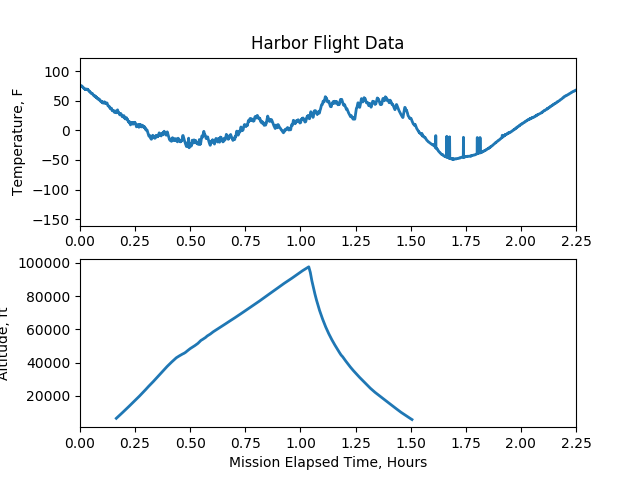 Harbor Flight Data
Temperature, F
100
50
0
−50
−100
−150
0.00 0.25 0.50 0.75 1.00 1.25 1.50 1.75 2.00 2.25
Altitude, ft
100000
80000
60000
40000
20000
0.00 0.25 0.50 0.75 1.00 1.25 1.50 1.75 2.00 2.25
Mission Elapsed Time, Hours